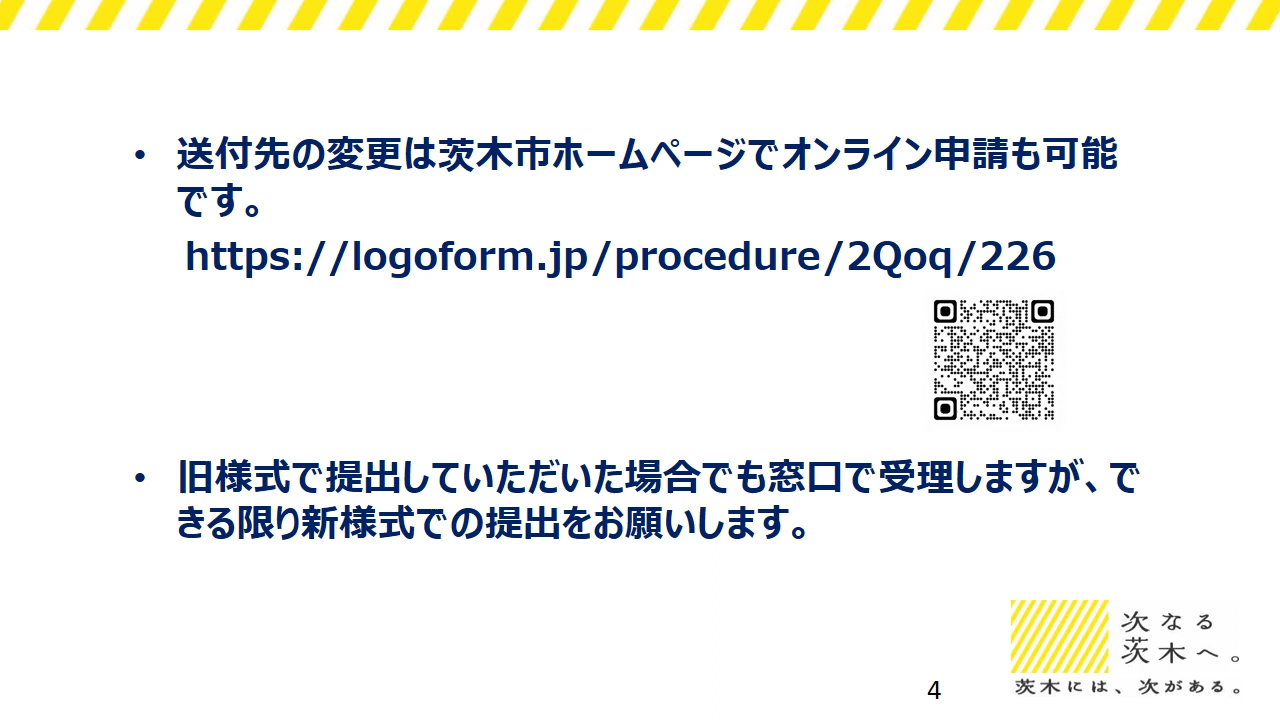 • 送付先の変更は茨木市ホームページでオンライン申請も可能
です。
https://logoform.jp/procedure/2Qoq/226
• 旧様式で提出していただいた場合でも窓口で受理しますが、で
きる限り新様式での提出をお願いします。
次なる
茨木へ。
茨木には、次がある。
4